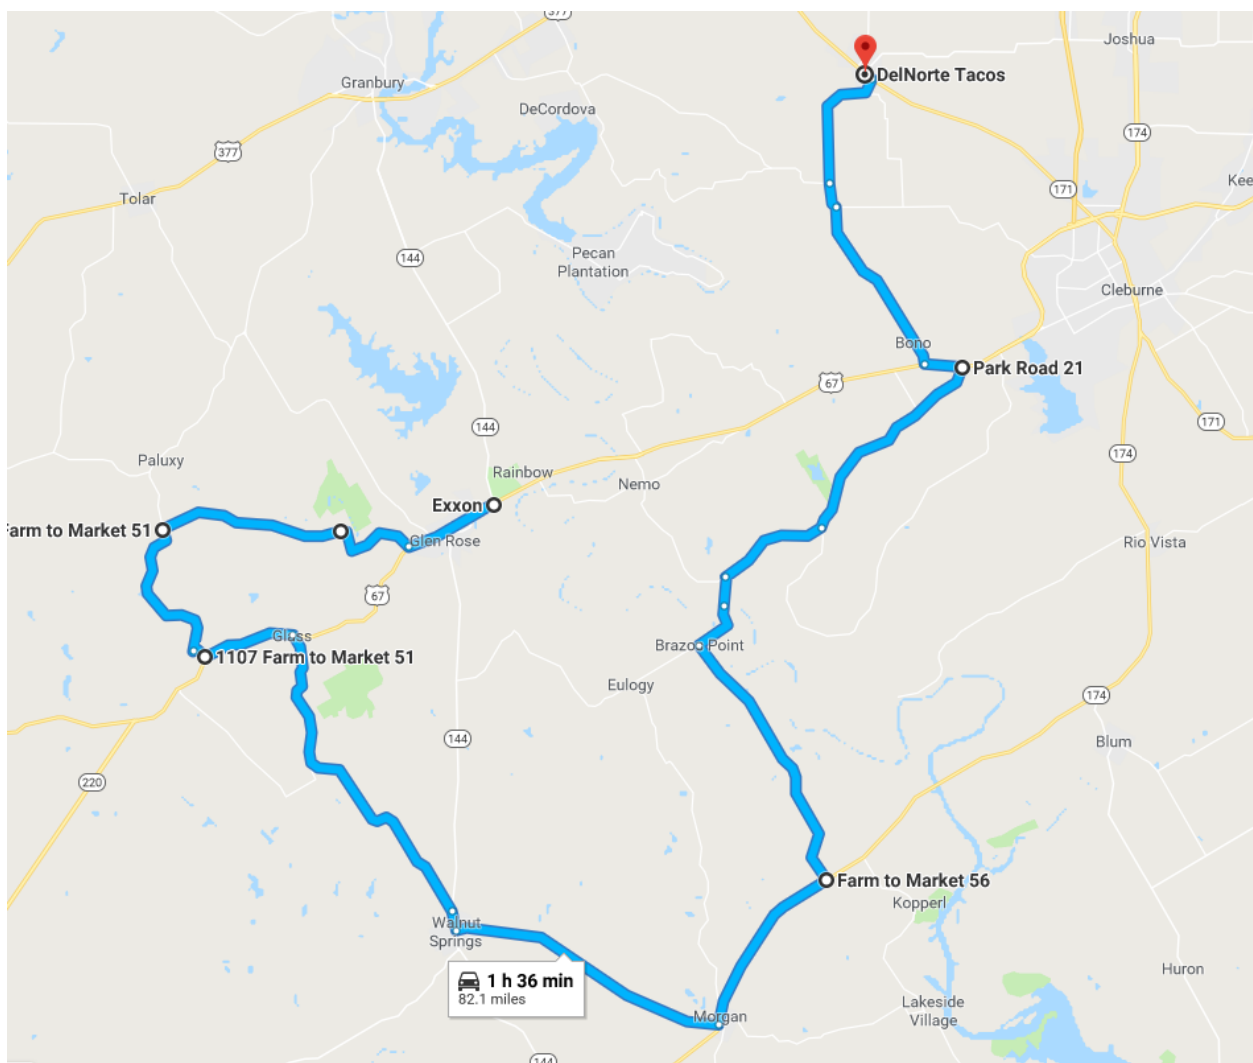 377
Joshua
DelNorte Tacos
Granbury
DeCordova
174
377
Kee
171
Tolar
144
Pecan
Plantation
Cleburne
Bono
Park Road 21
67
171
144
174
Paluxy
Rainbow
Nemo
Exxon
Farm to Market 51
Glen Rose
Rio Vista
67
Glass
Brazos Point
1107 Farm to Market 51
Eulogy
174
144
Blum
220
Farm to Market 56
Kopperl
Walnut
Springs
Huron
1 h 36 min
82.1 miles
Lakeside
Village
Morgan
144